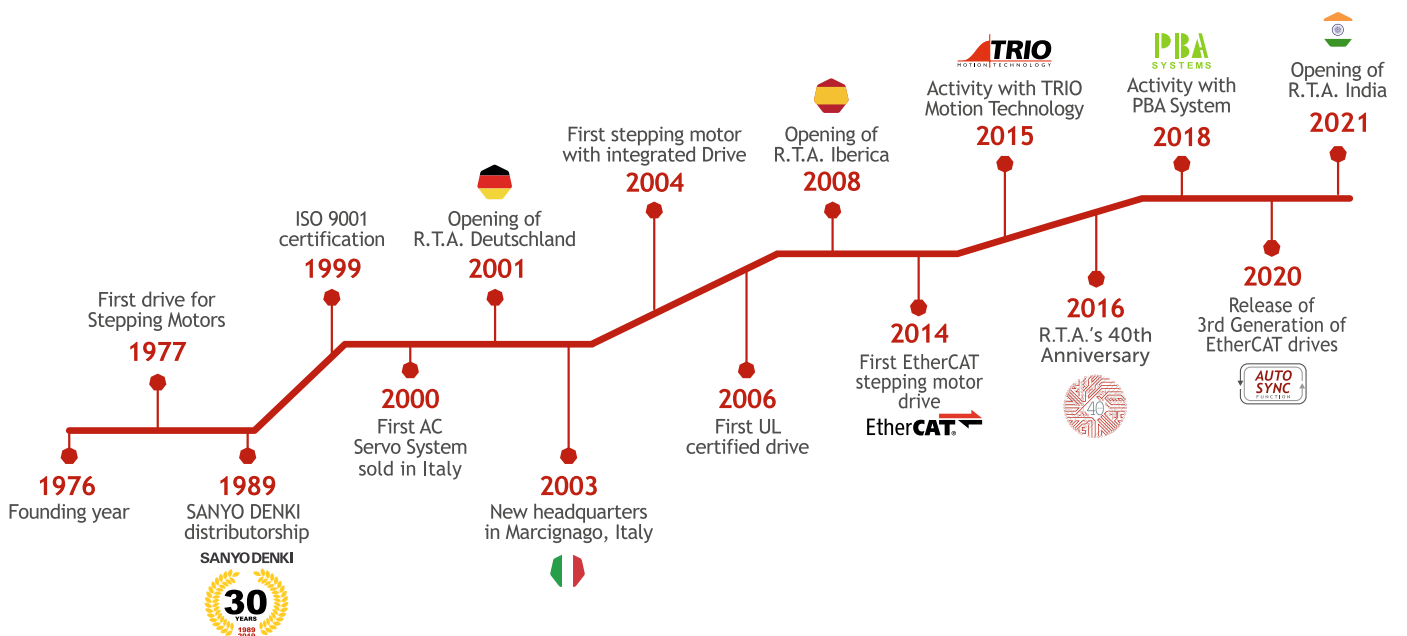 1976
Founding year
First drive for
Stepping Motors
1977
1989
SANYO DENKI
distributorship
SANYO DENKI
30
YEARS
1989
2019
ISO 9001
certification
1999
2000
First AC
Servo System
sold in Italy
Opening of
R.T.A. Deutschland
2001
2003
New headquarters
in Marcignago, Italy
First stepping motor
with integrated Drive
2004
2006
First UL
certified drive
Opening of
R.T.A. Iberica
2008
2014
First EtherCAT
stepping motor
drive
EtherCAT®
TRIO
MOTION TECHNOLOGY
Activity with TRIO
Motion Technology
2015
2016
R.T.A.'s 40th
Anniversary
40
PBA
SYSTEMS
Activity with
PBA System
2018
2020
Release of
3rd Generation of
EtherCAT drives
AUTO
SYNC
FUNCTION
Opening of
R.T.A. India
2021